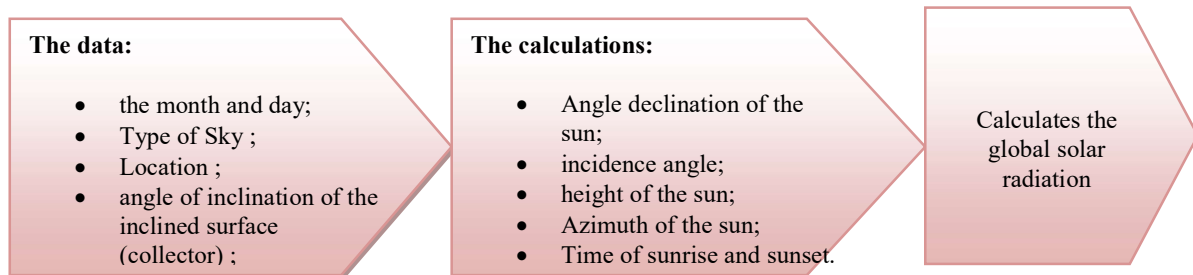 The data:
• the month and day;
• Type of Sky ;
• Location ;
• angle of inclination of the
inclined surface
(collector) ;
The calculations:
• Angle declination of the
sun;
• incidence angle;
• height of the sun;
• Azimuth of the sun;
• Time of sunrise and sunset.
Calculates the
global solar
radiation